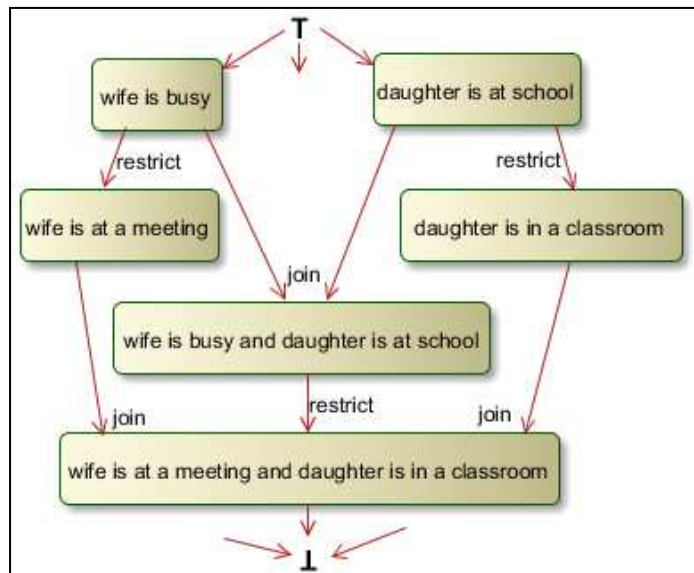 T
wife is busy
daughter is at school
restrict
restrict
wife is at a meeting
daughter is in a classroom
join
wife is busy and daughter is at school
restrict
join
join
wife is at a meeting and daughter is in a classroom
⊥